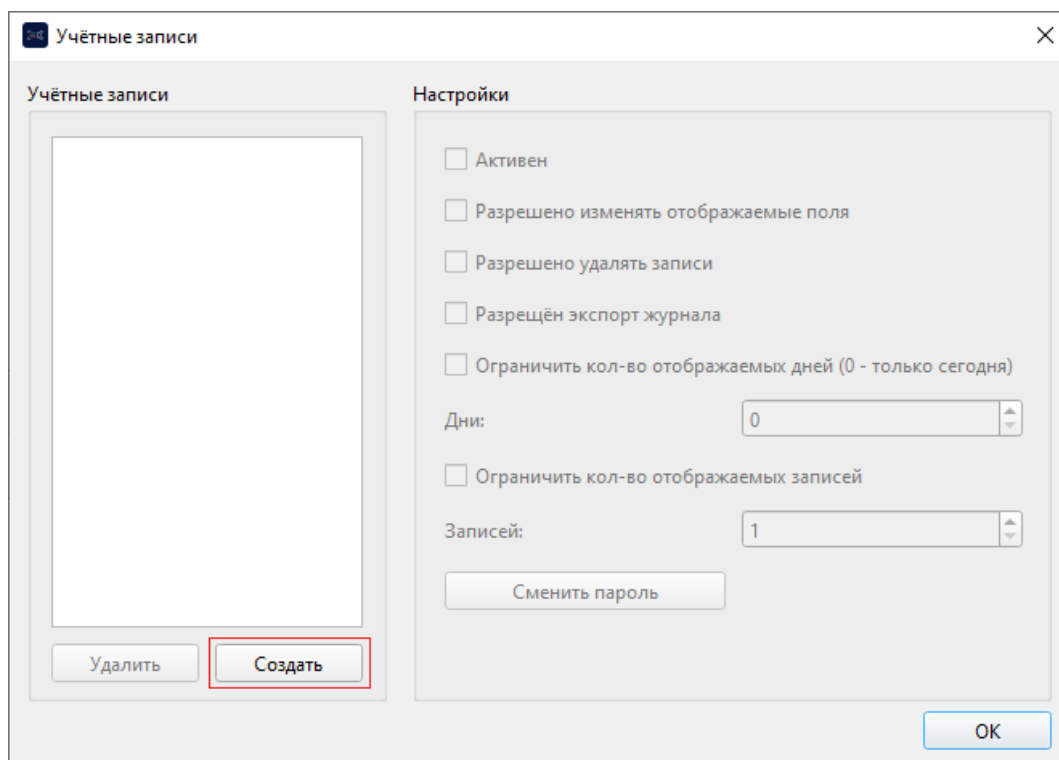 Учётные записи
Учётные записи
Настройки
Активен
Разрешено изменять отображаемые поля
Разрешено удалять записи
Разрещён экспорт журнала
Ограничить кол-во отображаемых дней (0 - только сегодня)
Дни:
0
Ограничить кол-во отображаемых записей
Записей:
1
Сменить пароль
Удалить
Создать
OK